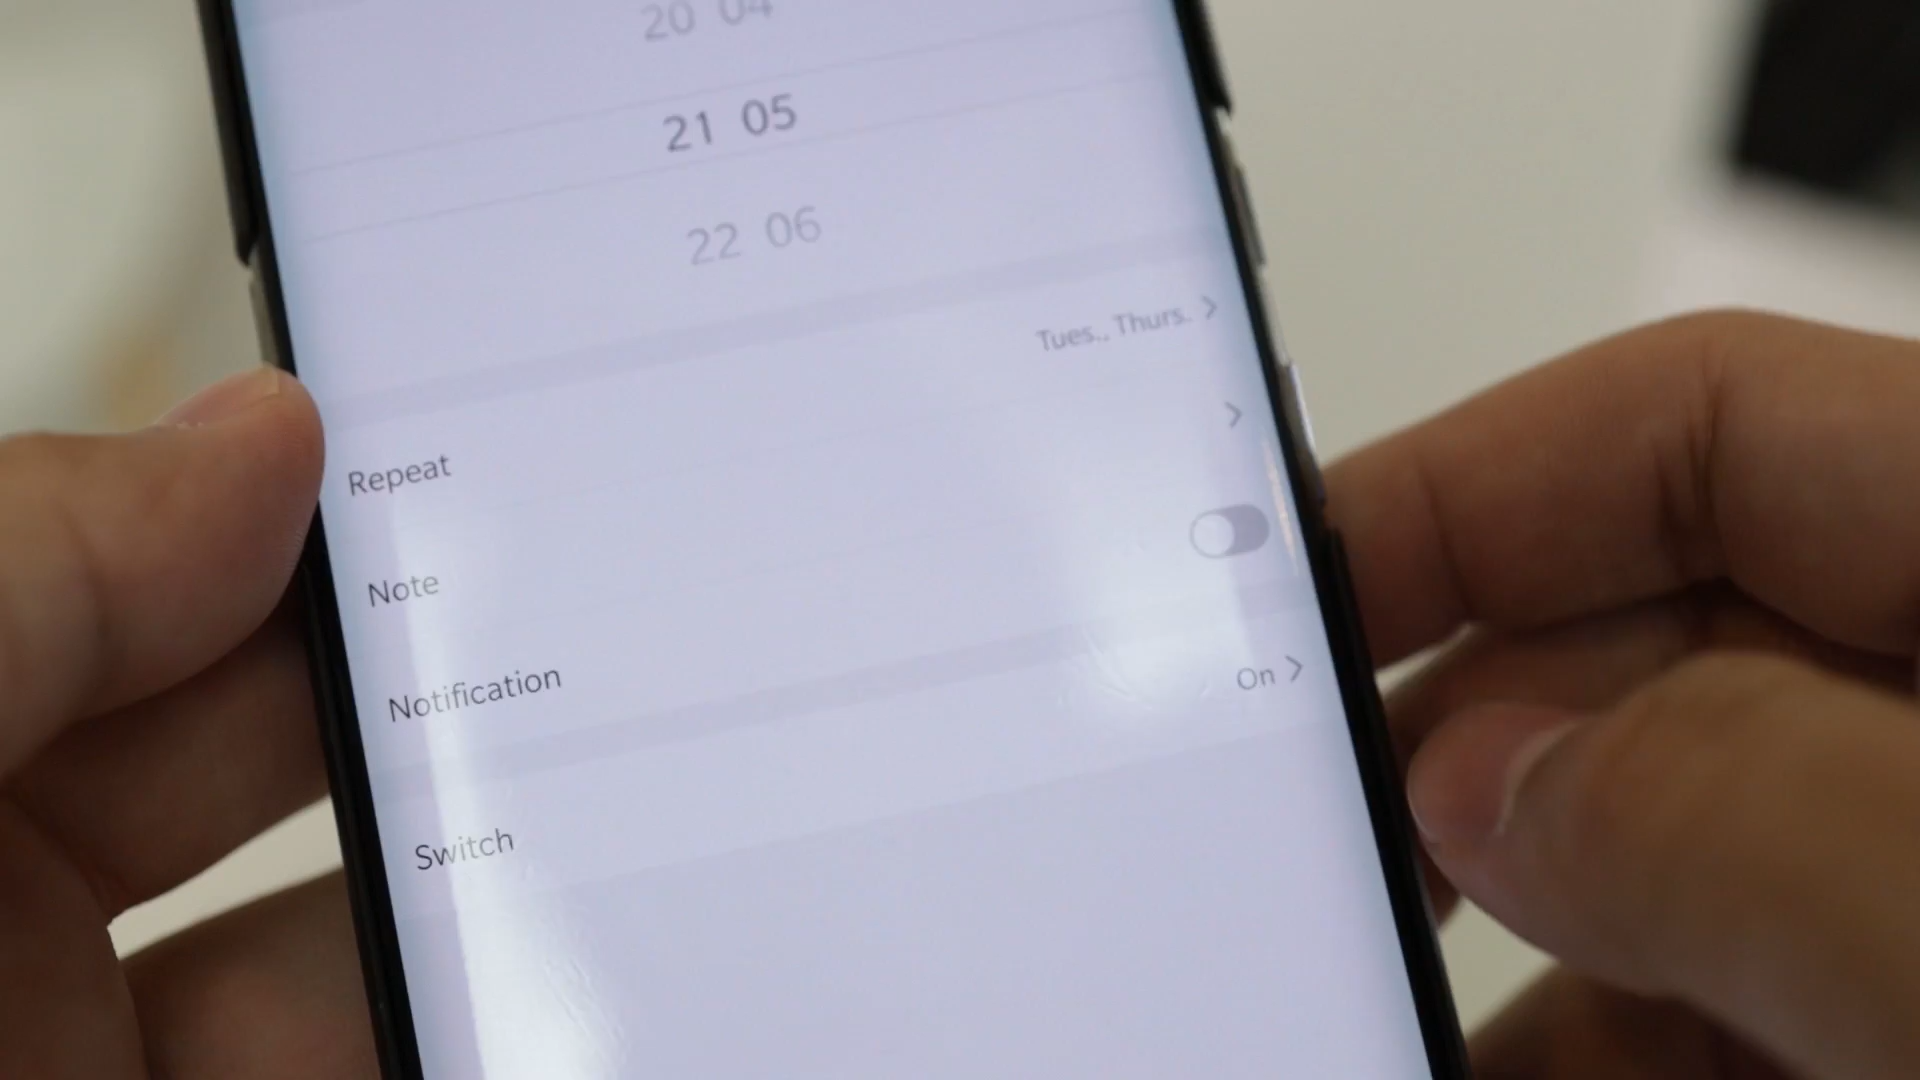 20 04
21 05
22 06
Repeat Tues., Thurs. >
Note >
Notification
Switch On >